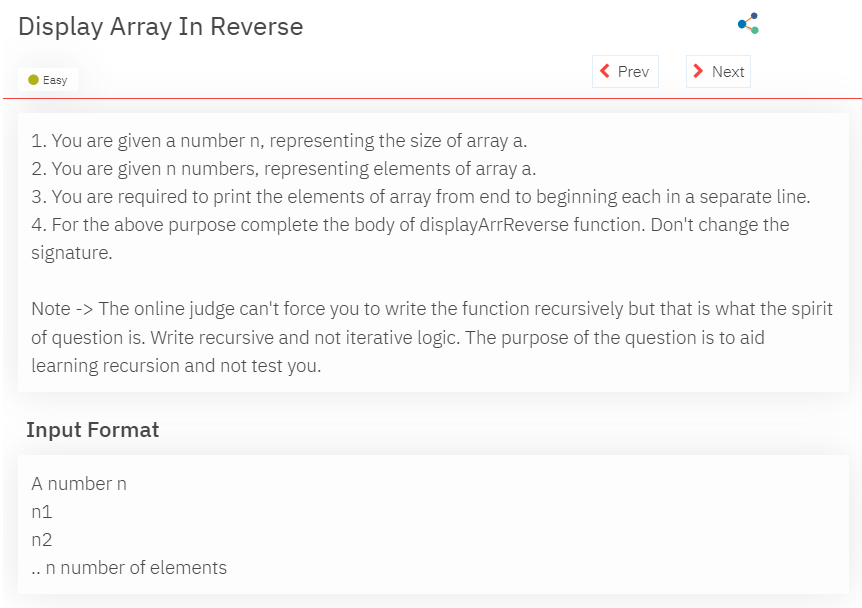 Display Array In Reverse
Easy
Prev
Next
1. You are given a number n, representing the size of array a.
2. You are given n numbers, representing elements of array a.
3. You are required to print the elements of array from end to beginning each in a separate line.
4. For the above purpose complete the body of displayArrReverse function. Don't change the
signature.
Note -> The online judge can't force you to write the function recursively but that is what the spirit
of question is. Write recursive and not iterative logic. The purpose of the question is to aid
learning recursion and not test you.
Input Format
A number n
n1
n2
.. n number of elements